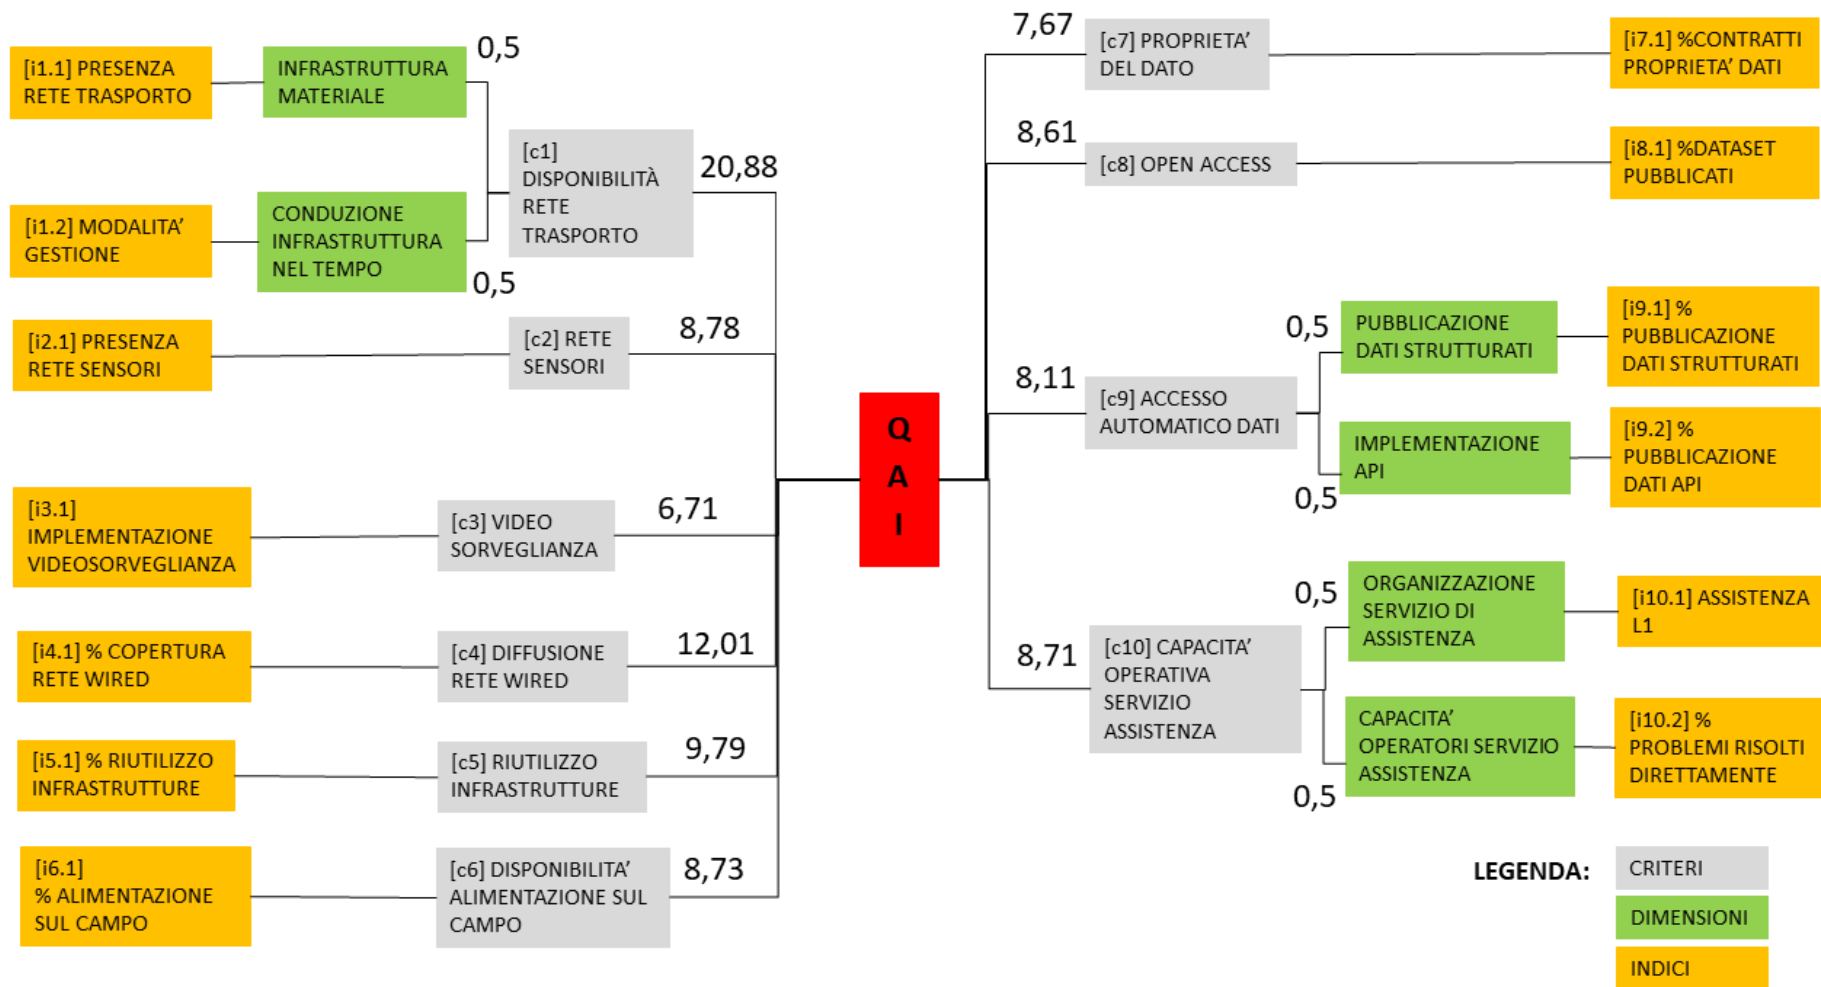 [i1.1] PRESENZA
RETE TRASPORTO
INFRASTRUTTURA
MATERIALE
0,5
[i1.2] MODALITA’
GESTIONE
CONDUZIONE
INFRASTRUTTURA
NEL TEMPO
0,5
[c1]
DISPONIBILITÀ
RETE
TRASPORTO
20,88
[i2.1] PRESENZA
RETE SENSORI
[c2] RETE
SENSORI
8,78
[i3.1]
IMPLEMENTAZIONE
VIDEOSORVEGLIANZA
[c3] VIDEO
SORVEGLIANZA
6,71
[i4.1] % COPERTURA
RETE WIRED
[c4] DIFFUSIONE
RETE WIRED
12,01
[i5.1] % RIUTILIZZO
INFRASTRUTTURE
[c5] RIUTILIZZO
INFRASTRUTTURE
9,79
[i6.1]
% ALIMENTAZIONE
SUL CAMPO
[c6] DISPONIBILITA’
ALIMENTAZIONE SUL
CAMPO
8,73
Q
A
I
7,67
[c7] PROPRIETA’
DEL DATO
[i7.1] %CONTRATTI
PROPRIETA’ DATI
8,61
[c8] OPEN ACCESS
[i8.1] %DATASET
PUBBLICATI
8,11
[c9] ACCESSO
AUTOMATICO DATI
0,5
PUBBLICAZIONE
DATI STRUTTURATI
[i9.1] %
PUBBLICAZIONE
DATI STRUTTURATI
0,5
IMPLEMENTAZIONE
API
[i9.2] %
PUBBLICAZIONE
DATI API
8,71
[c10] CAPACITA’
OPERATIVA
SERVIZIO
ASSISTENZA
0,5
ORGANIZZAZIONE
SERVIZIO DI
ASSISTENZA
[i10.1] ASSISTENZA
L1
0,5
CAPACITA’
OPERATORI SERVIZIO
ASSISTENZA
[i10.2] %
PROBLEMI RISOLTI
DIRETTAMENTE
LEGENDA:
CRITERI
DIMENSIONI
INDICI